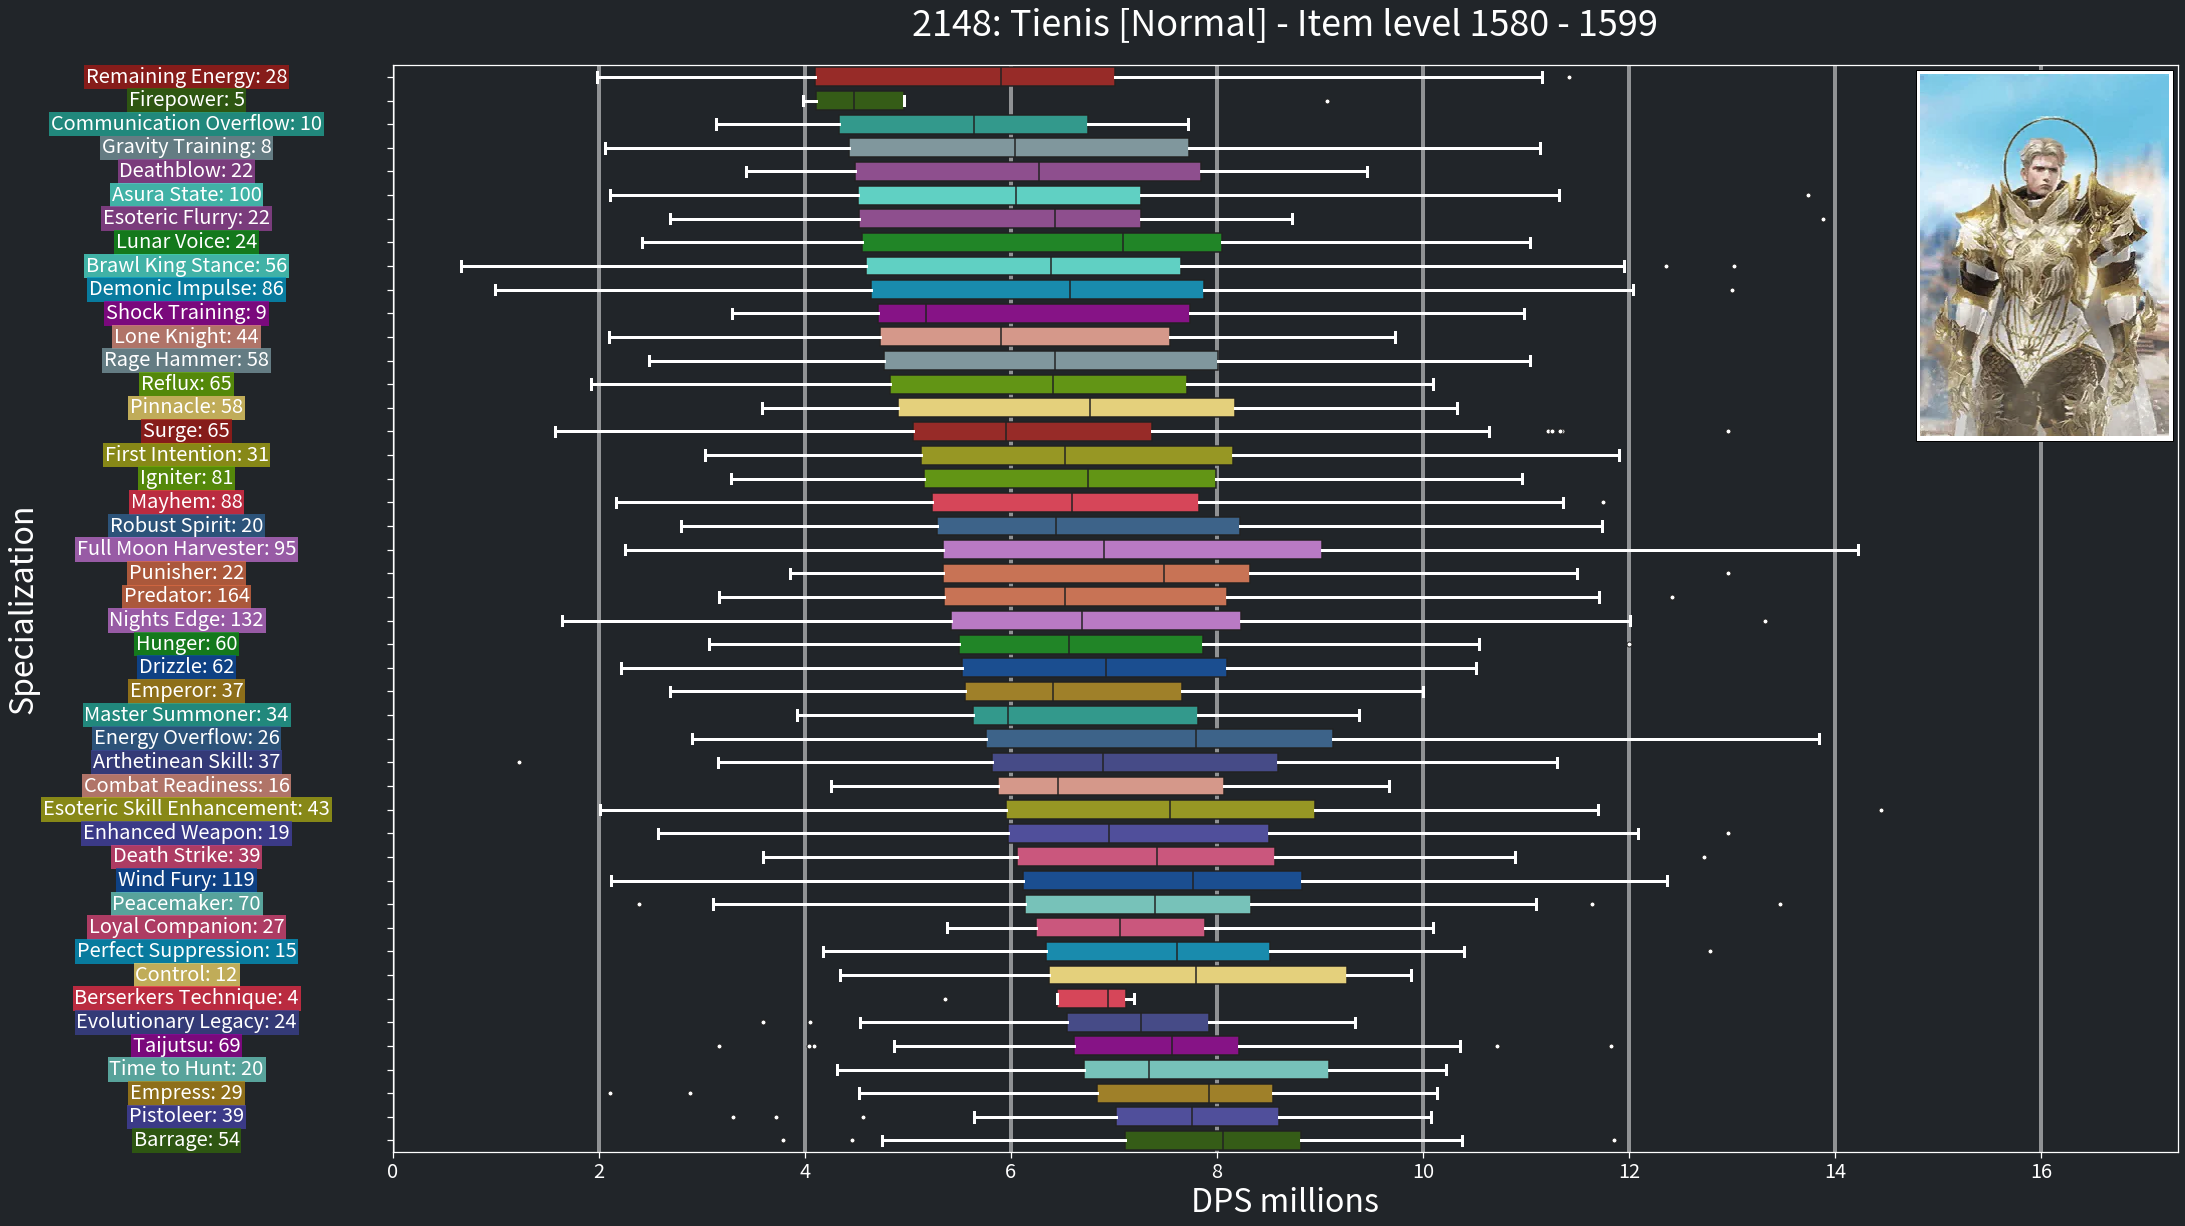 2148: Tienis [Normal] - Item level 1580 - 1599
Specialization
Remaining Energy: 28
Firepower: 5
Communication Overflow: 10
Gravity Training: 8
Deathblow: 22
Asura State: 100
Esoteric Flurry: 22
Lunar Voice: 24
Brawl King Stance: 56
Demonic Impulse: 86
Shock Training: 9
Lone Knight: 44
Rage Hammer: 58
Reflux: 65
Pinnacle: 58
Surge: 65
First Intention: 31
Igniter: 81
Mayhem: 88
Robust Spirit: 20
Full Moon Harvester: 95
Punisher: 22
Predator: 164
Nights Edge: 132
Hunger: 60
Drizzle: 62
Emperor: 37
Master Summoner: 34
Energy Overflow: 26
Arthetinean Skill: 37
Combat Readiness: 16
Esoteric Skill Enhancement: 43
Enhanced Weapon: 19
Death Strike: 39
Wind Fury: 119
Peacemaker: 70
Loyal Companion: 27
Perfect Suppression: 15
Control: 12
Berserkers Technique: 4
Evolutionary Legacy: 24
Taijutsu: 69
Time to Hunt: 20
Empress: 29
Pistoleer: 39
Barrage: 54
0 2 4 6 8 10 12 14 16
DPS millions